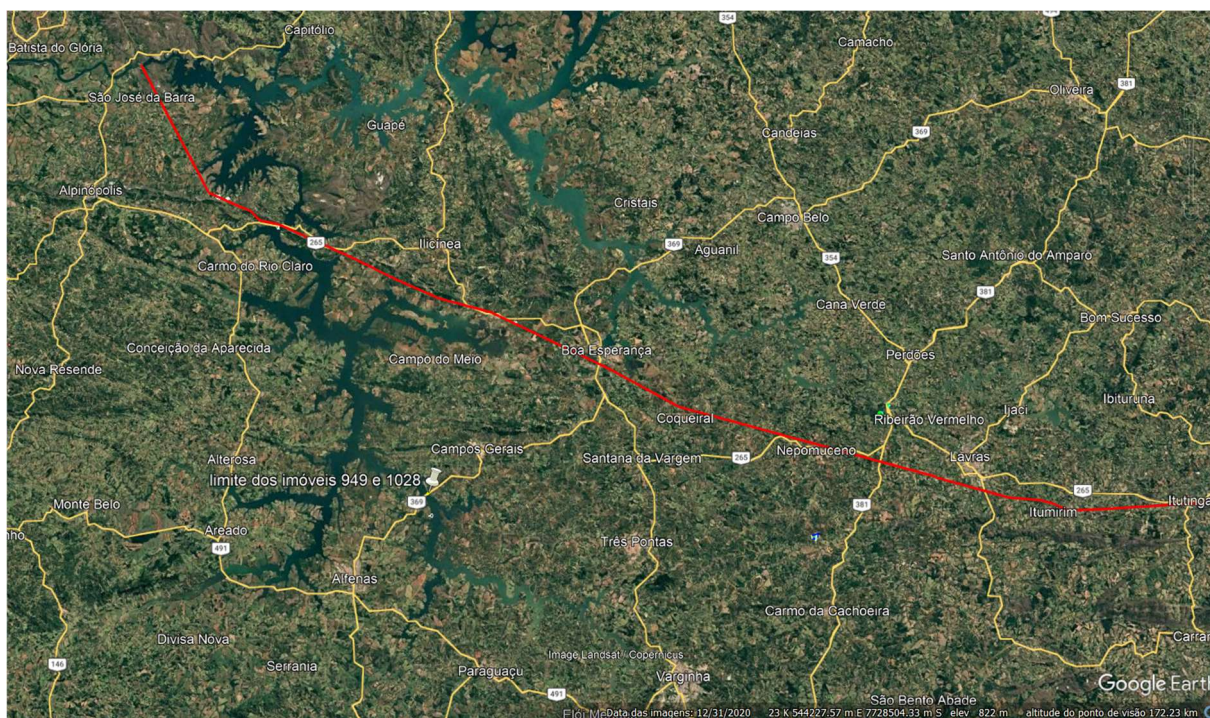 Capitólio
Batista do Glória
São José da Barra
Guapé
Camacho
354
354
381
Oliveira
369
Candeias
Alpinópolis
Cristais
Campo Belo
265
Ilicínea
369
Aguanil
354
Santo Antônio do Amparo
Carmo do Rio Claro
381
Cana Verde
Bom Sucesso
Conceição da Aparecida
Campo do Meio
Boa Esperança
Perdões
Nova Resende
Ibituruna
Coqueiral
Ijaci
Ribeirão Vermelho
Campos Gerais
Santana da Vargem
265
Nepomuceno
Lavras
Alterosa
limite dos imóveis 949 e 1028
265
Monte Belo
369
381
Itumirim
Itutinga
Areado
nho
491
Três Pontas
Alfenas
Carmo da Cachoeira
Divisa Nova
Carran
146
Serrania
Image Landsat / Copernicus
Paraguaçu
Varginha
Google Earth
491
São Bento Abade
Data das imagens: 12/31/2020 23 K 544227.57 m E 7728504.33 m S elev 822 m altitude do ponto de visão 172.23 km